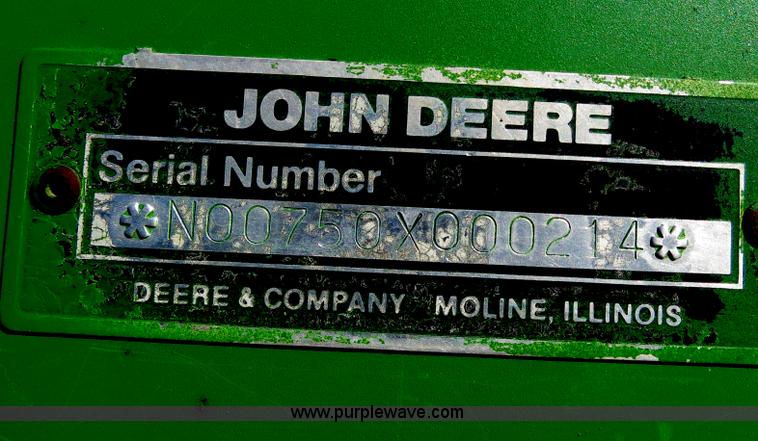 JOHN DEERE
Serial Number
*N00750X000214*
DEERE & COMPANY MOLINE, ILLINOIS
www.purplewave.com